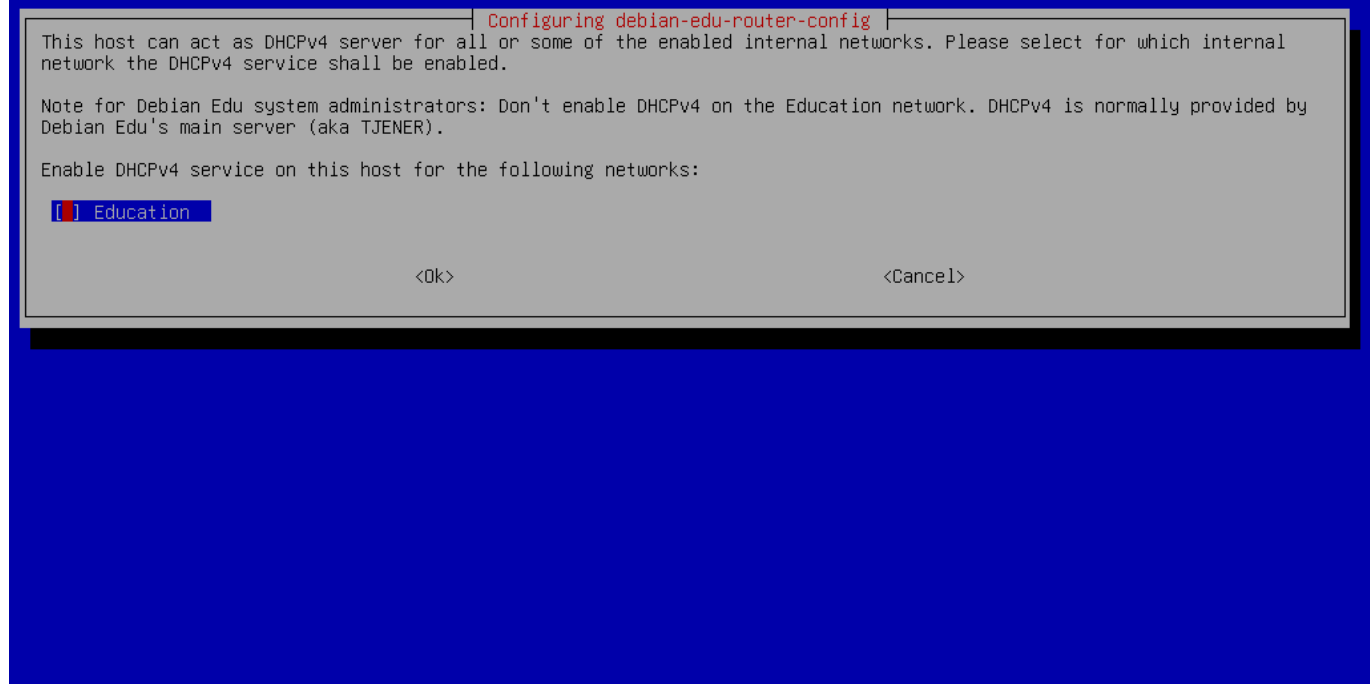 Configuring debian-edu-router-config
This host can act as DHCPv4 server for all or some of the enabled internal networks. Please select for which internal
network the DHCPv4 service shall be enabled.
Note for Debian Edu system administrators: Don't enable DHCPv4 on the Education network. DHCPv4 is normally provided by
Debian Edu's main server (aka TJENER).
Enable DHCPv4 service on this host for the following networks:
[ ] Education
<Ok> <Cancel>